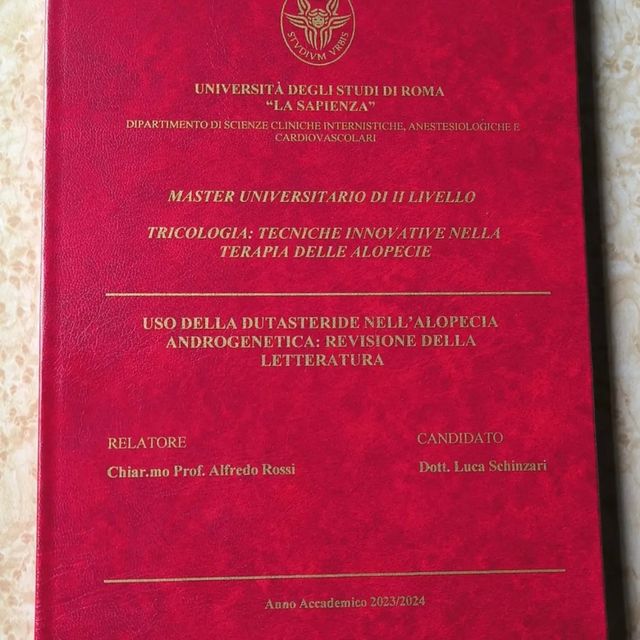 STVDIVM VRBIS
UNIVERSITÀ DEGLI STUDI DI ROMA
“LA SAPIENZA”
DIPARTIMENTO DI SCIENZE CLINICHE INTERNISTICHE, ANESTESIOLOGICHE E
CARDIOVASCOLARI
MASTER UNIVERSITARIO DI II LIVELLO
TRICOLOGIA: TECNICHE INNOVATIVE NELLA
TERAPIA DELLE ALOPECIE
USO DELLA DUTASTERIDE NELL’ALOPECIA
ANDROGENETICA: REVISIONE DELLA
LETTERATURA
RELATORE
Chiar.mo Prof. Alfredo Rossi
CANDIDATO
Dott. Luca Schinzari
Anno Accademico 2023/2024